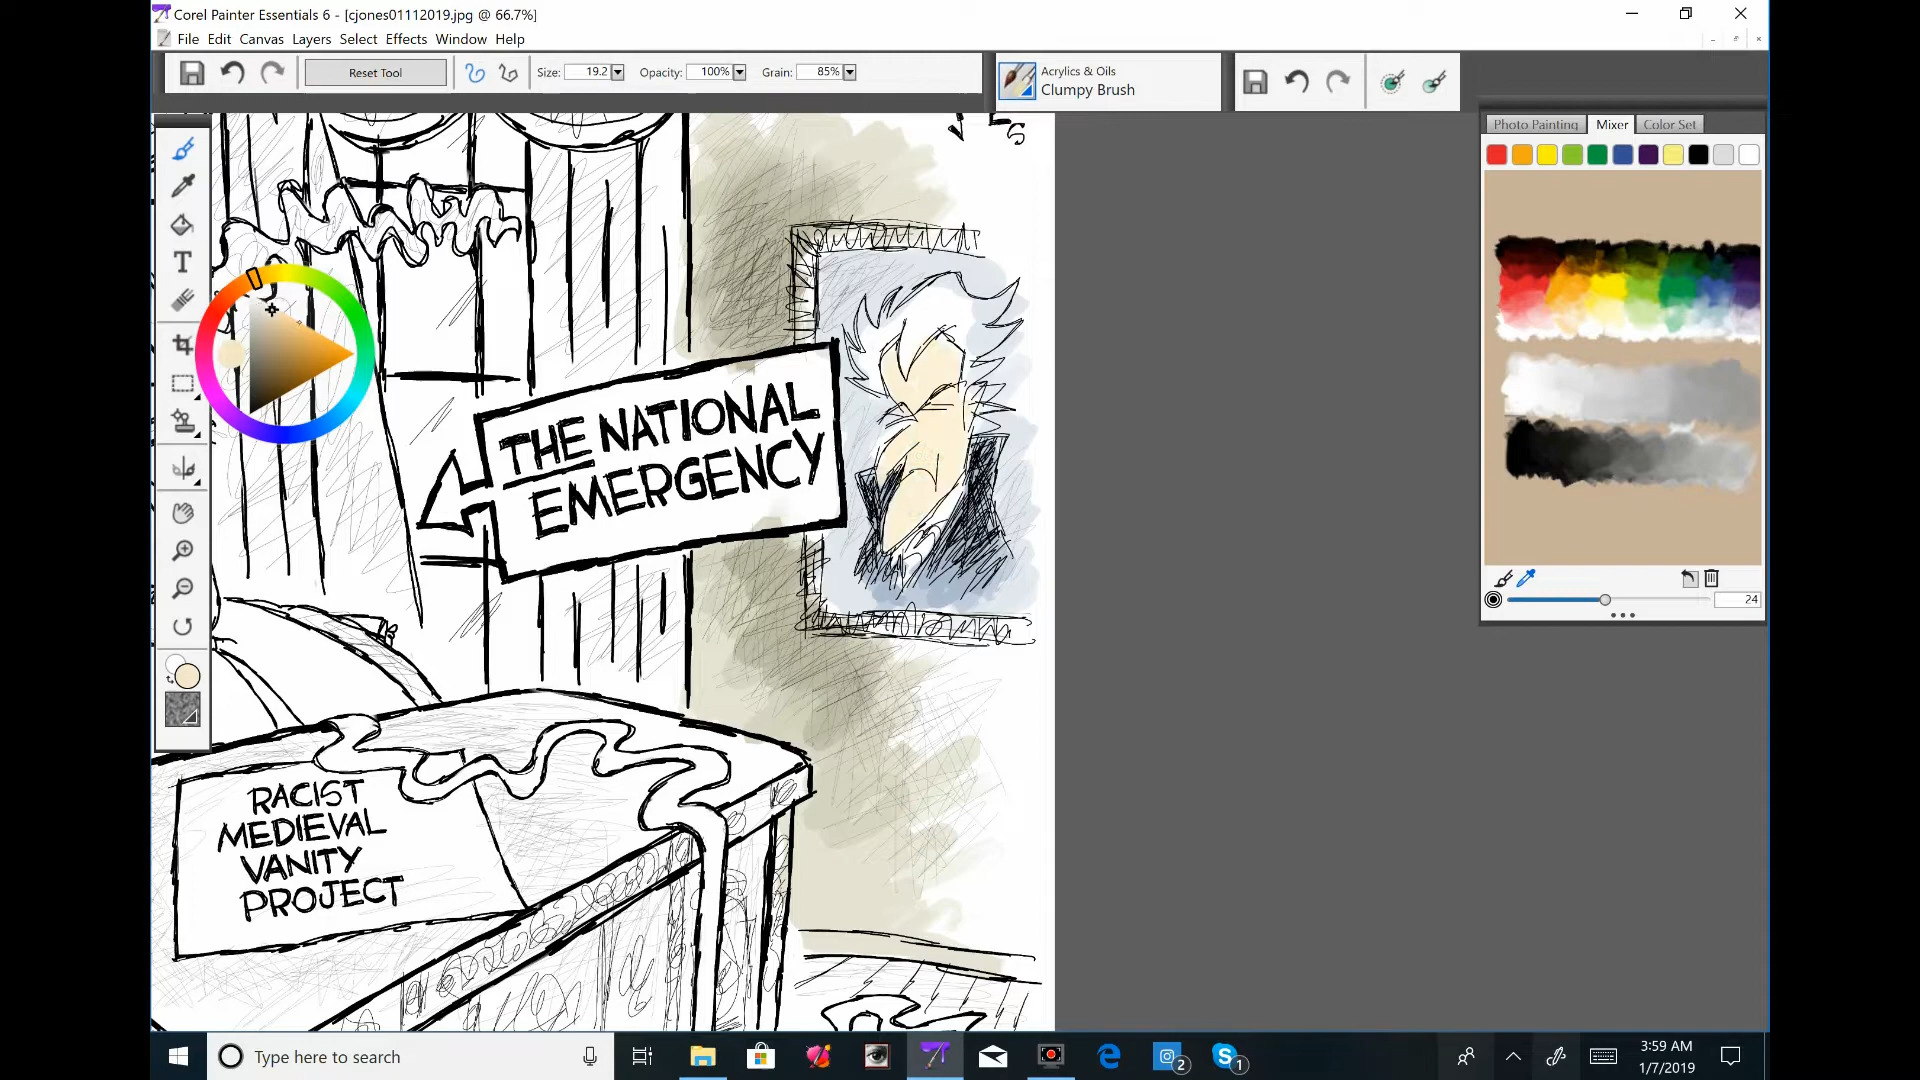 Corel Painter Essentials 6 - [cjones01112019.jpg @ 66.7%]
File Edit Canvas Layers Select Effects Window Help
Reset Tool
Size: 19.2
Opacity: 100%
Grain: 85%
Acrylics & Oils
Clumpy Brush
Photo Painting Mixer Color Set
24
THE NATIONAL
EMERGENCY
RACIST
MEDIEVAL
VANITY
PROJECT
Type here to search
2
1
3:59 AM
1/7/2019